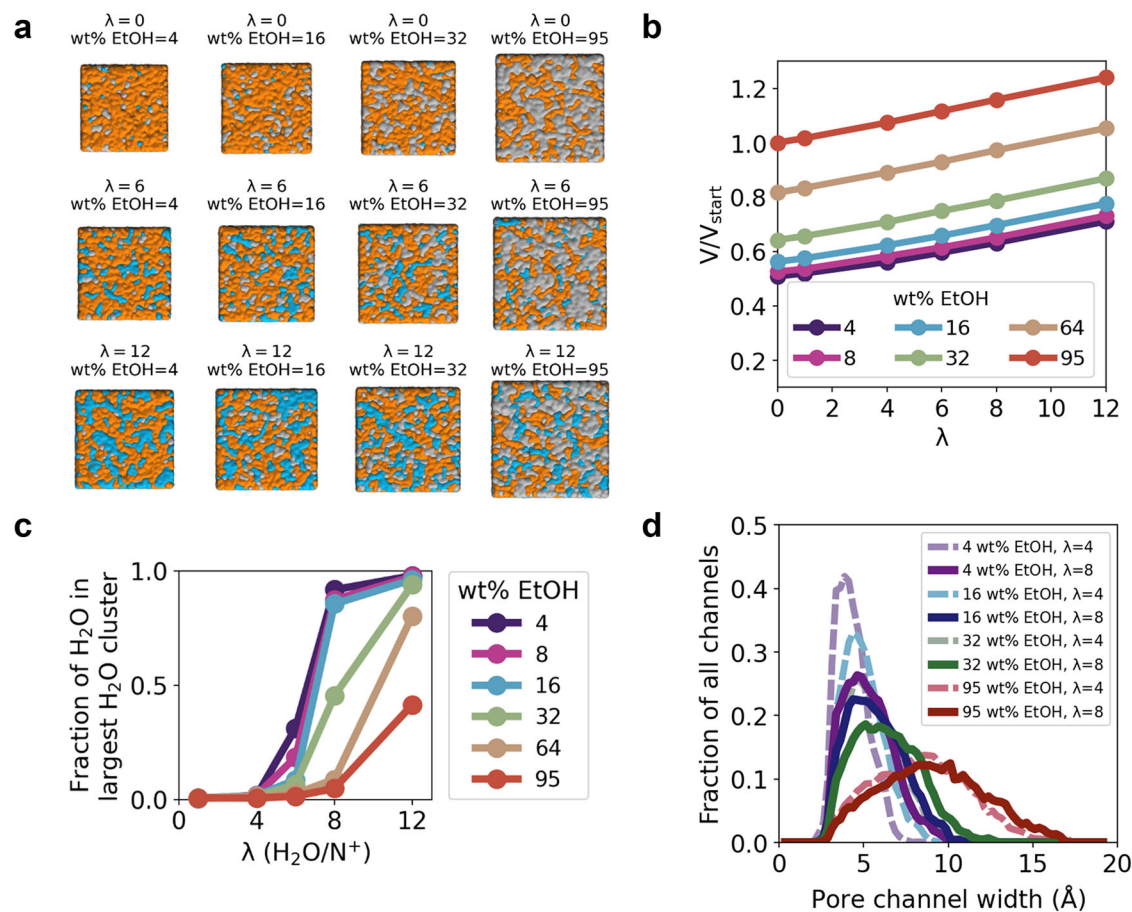 a
λ = 0
wt% EtOH=4
λ = 0
wt% EtOH=16
λ = 0
wt% EtOH=32
λ = 0
wt% EtOH=95
λ = 6
wt% EtOH=4
λ = 6
wt% EtOH=16
λ = 6
wt% EtOH=32
λ = 6
wt% EtOH=95
λ = 12
wt% EtOH=4
λ = 12
wt% EtOH=16
λ = 12
wt% EtOH=32
λ = 12
wt% EtOH=95
b
V/Vstart
1.2
1.0
0.8
0.6
0.4
0.2
wt% EtOH
4
16
64
8
32
95
0
2
4
6
8
10
12
λ
c
Fraction of H₂O in
largest H₂O cluster
1.0
0.5
0.0
0
4
8
12
λ (H₂O/N⁺)
wt% EtOH
4
8
16
32
64
95
d
Fraction of all channels
0.5
0.4
0.3
0.2
0.1
0.0
4 wt% EtOH, λ=4
4 wt% EtOH, λ=8
16 wt% EtOH, λ=4
16 wt% EtOH, λ=8
32 wt% EtOH, λ=4
32 wt% EtOH, λ=8
95 wt% EtOH, λ=4
95 wt% EtOH, λ=8
0
5
10
15
20
Pore channel width (Å)